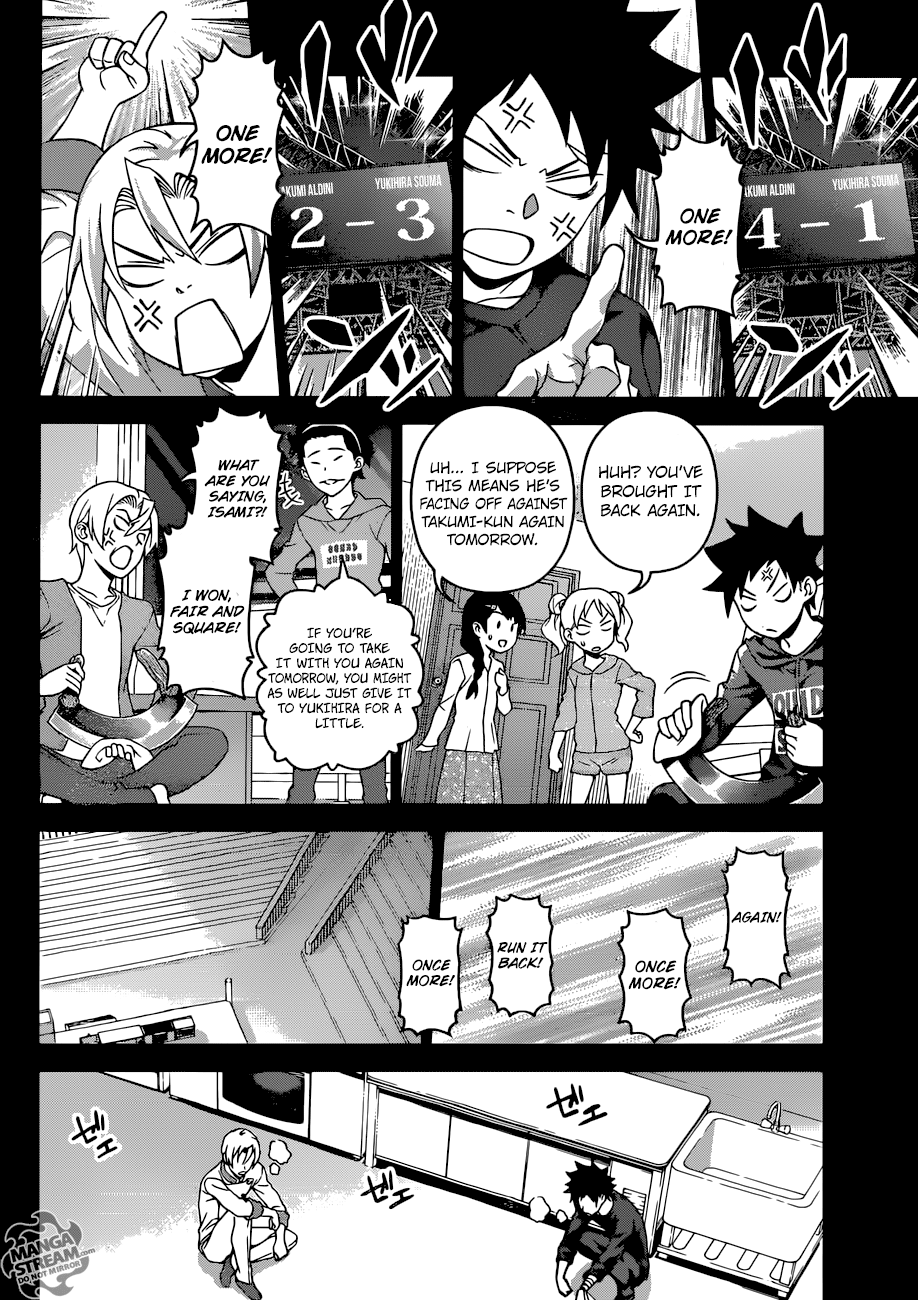 AKUMI ALDINI
YUKIHIRA SOUMA
4 - 1
ONE
MORE!
AKUMI ALDINI
YUKIHIRA SOUMA
2 - 3
ONE
MORE!
HUH? YOU'VE
BROUGHT IT
BACK AGAIN.
UH... I SUPPOSE
THIS MEANS HE'S
FACING OFF AGAINST
TAKUMI-KUN AGAIN
TOMORROW.
IF YOU'RE
GOING TO TAKE
IT WITH YOU AGAIN
TOMORROW, YOU MIGHT
AS WELL JUST GIVE IT
TO YUKIHIRA FOR A
LITTLE.
WHAT
ARE YOU
SAYING,
ISAMI?!
I WON,
FAIR AND
SQUARE!
AGAIN!
ONCE
MORE!
RUN IT
BACK!
ONCE
MORE!
ゼェ
ゼェ
ゼェ
MANGA
STREAM.com
DO NOT MIRROR!